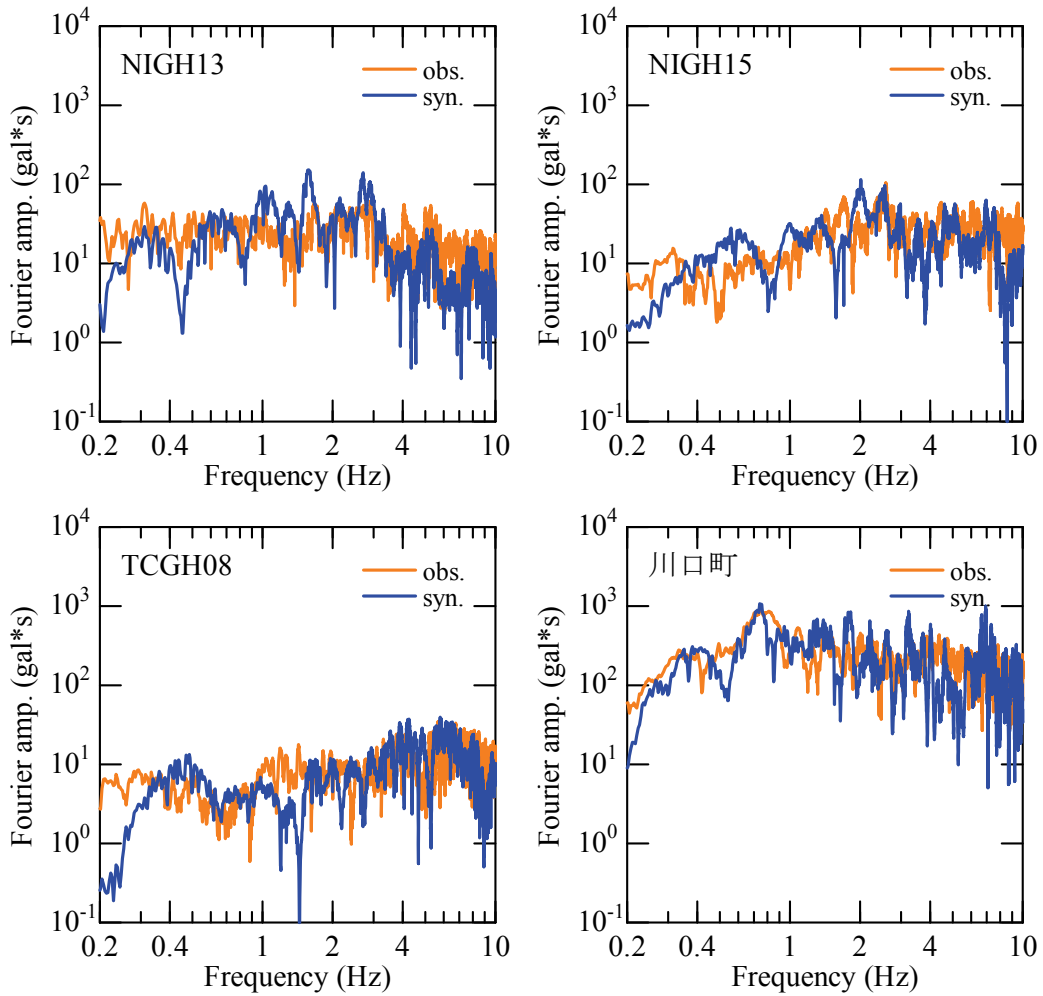 NIGH13
obs.
syn.
Fourier amp. (gal*s)
10^4
10^3
10^2
10^1
10^0
10^-1
0.2 0.4 1 2 4 10
Frequency (Hz)
NIGH15
obs.
syn.
Fourier amp. (gal*s)
10^4
10^3
10^2
10^1
10^0
10^-1
0.2 0.4 1 2 4 10
Frequency (Hz)
TCGH08
obs.
syn.
Fourier amp. (gal*s)
10^4
10^3
10^2
10^1
10^0
10^-1
0.2 0.4 1 2 4 10
Frequency (Hz)
川口町
obs.
syn.
Fourier amp. (gal*s)
10^4
10^3
10^2
10^1
10^0
10^-1
0.2 0.4 1 2 4 10
Frequency (Hz)